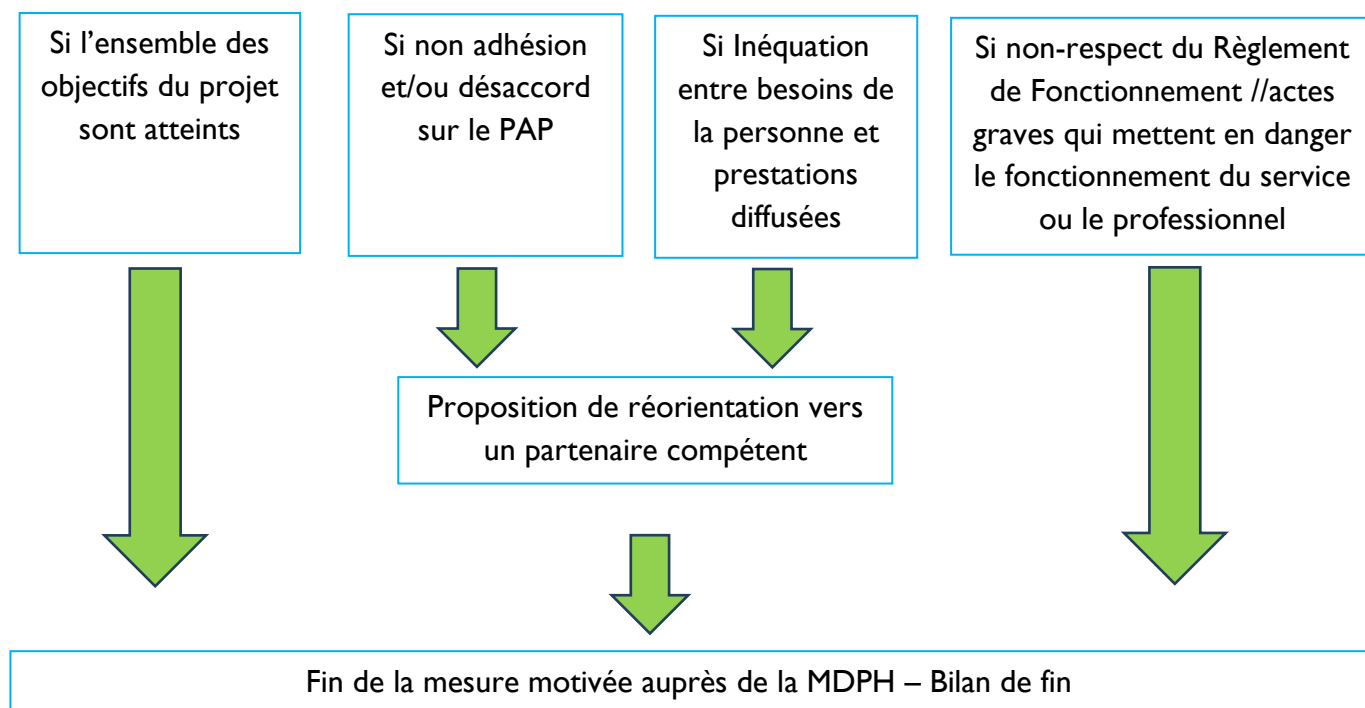 Si l’ensemble des
objectifs du projet
sont atteints
Si non adhésion
et/ou désaccord
sur le PAP
Si Inéquation
entre besoins de
la personne et
prestations
diffusées
Si non-respect du Règlement
de Fonctionnement //actes
graves qui mettent en danger
le fonctionnement du service
ou le professionnel
Proposition de réorientation vers
un partenaire compétent
Fin de la mesure motivée auprès de la MDPH – Bilan de fin